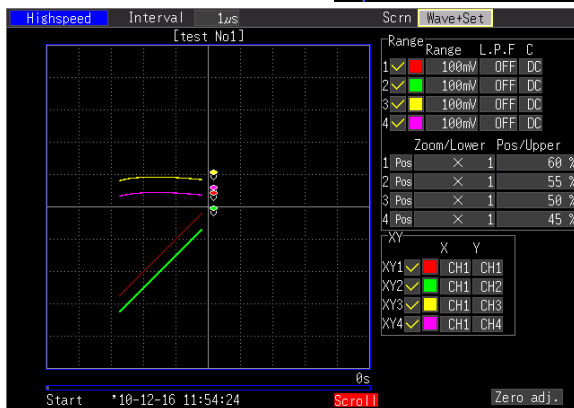 Highspeed Interval 1µs Scrn Wave+Set
[test No1]
Range
Range L.P.F C
1 100mV OFF DC
2 100mV OFF DC
3 100mV OFF DC
4 100mV OFF DC
Zoom/Lower Pos/Upper
1 Pos × 1 60 %
2 Pos × 1 55 %
3 Pos × 1 50 %
4 Pos × 1 45 %
XY
X Y
XY1 CH1 CH1
XY2 CH1 CH2
XY3 CH1 CH3
XY4 CH1 CH4
0s
Start '10-12-16 11:54:24 Scroll Zero adj.